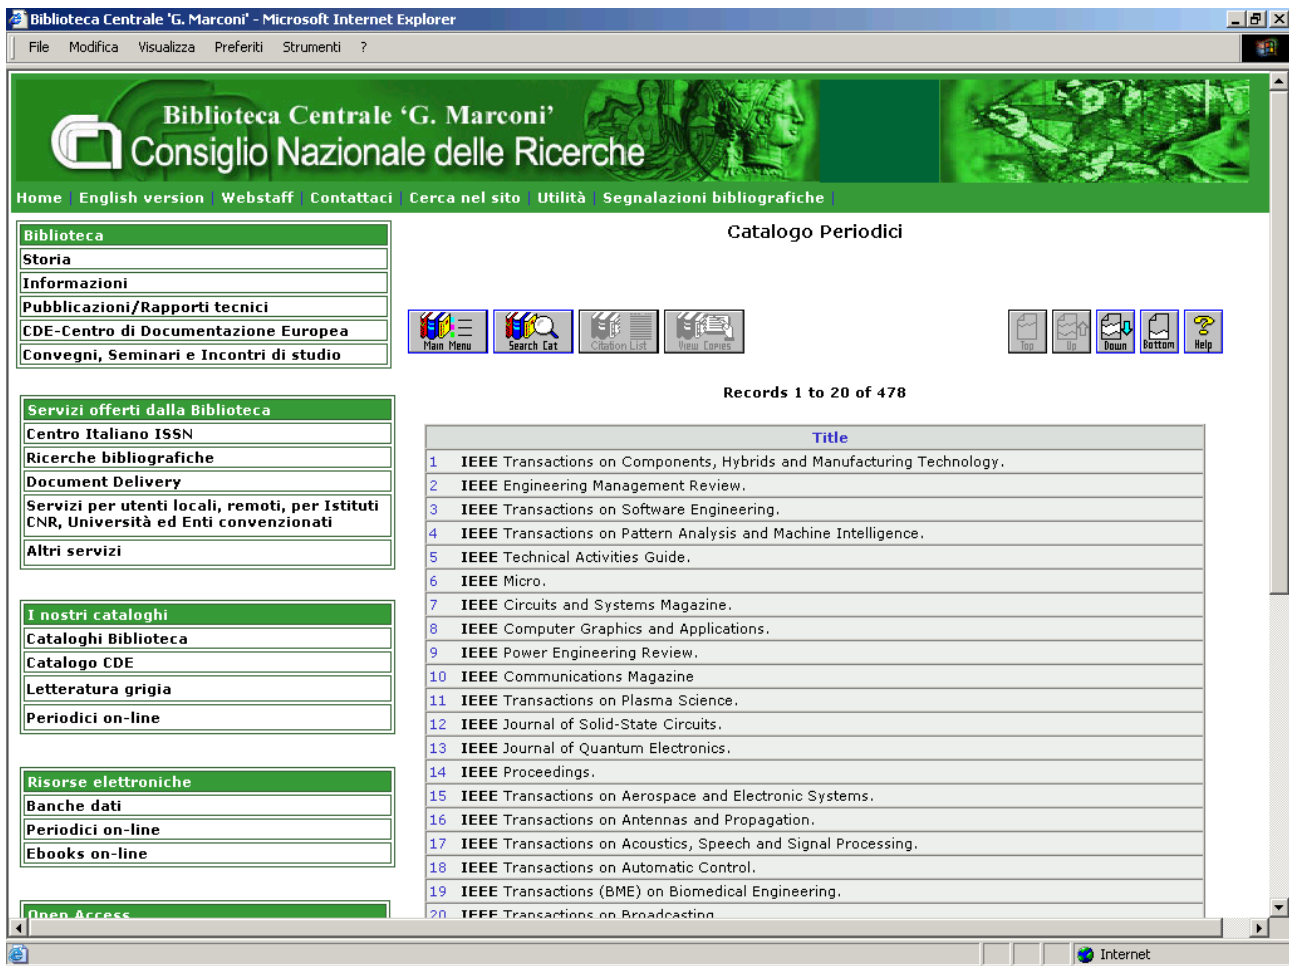 Biblioteca Centrale 'G. Marconi' - Microsoft Internet Explorer
File Modifica Visualizza Preferiti Strumenti ?
Biblioteca Centrale ‘G. Marconi’
Consiglio Nazionale delle Ricerche
Home | English version | Webstaff | Contattaci | Cerca nel sito | Utilità | Segnalazioni bibliografiche |
Biblioteca
Storia
Informazioni
Pubblicazioni/Rapporti tecnici
CDE-Centro di Documentazione Europea
Convegni, Seminari e Incontri di studio
Servizi offerti dalla Biblioteca
Centro Italiano ISSN
Ricerche bibliografiche
Document Delivery
Servizi per utenti locali, remoti, per Istituti
CNR, Università ed Enti convenzionati
Altri servizi
I nostri cataloghi
Cataloghi Biblioteca
Catalogo CDE
Letteratura grigia
Periodici on-line
Risorse elettroniche
Banche dati
Periodici on-line
Ebooks on-line
Open Access
Catalogo Periodici
Main Menu Search Cat Citation List View Copies Top Up Down Bottom Help
Records 1 to 20 of 478
Title
1 IEEE Transactions on Components, Hybrids and Manufacturing Technology.
2 IEEE Engineering Management Review.
3 IEEE Transactions on Software Engineering.
4 IEEE Transactions on Pattern Analysis and Machine Intelligence.
5 IEEE Technical Activities Guide.
6 IEEE Micro.
7 IEEE Circuits and Systems Magazine.
8 IEEE Computer Graphics and Applications.
9 IEEE Power Engineering Review.
10 IEEE Communications Magazine
11 IEEE Transactions on Plasma Science.
12 IEEE Journal of Solid-State Circuits.
13 IEEE Journal of Quantum Electronics.
14 IEEE Proceedings.
15 IEEE Transactions on Aerospace and Electronic Systems.
16 IEEE Transactions on Antennas and Propagation.
17 IEEE Transactions on Acoustics, Speech and Signal Processing.
18 IEEE Transactions on Automatic Control.
19 IEEE Transactions (BME) on Biomedical Engineering.
20 IEEE Transactions on Broadcasting
Internet